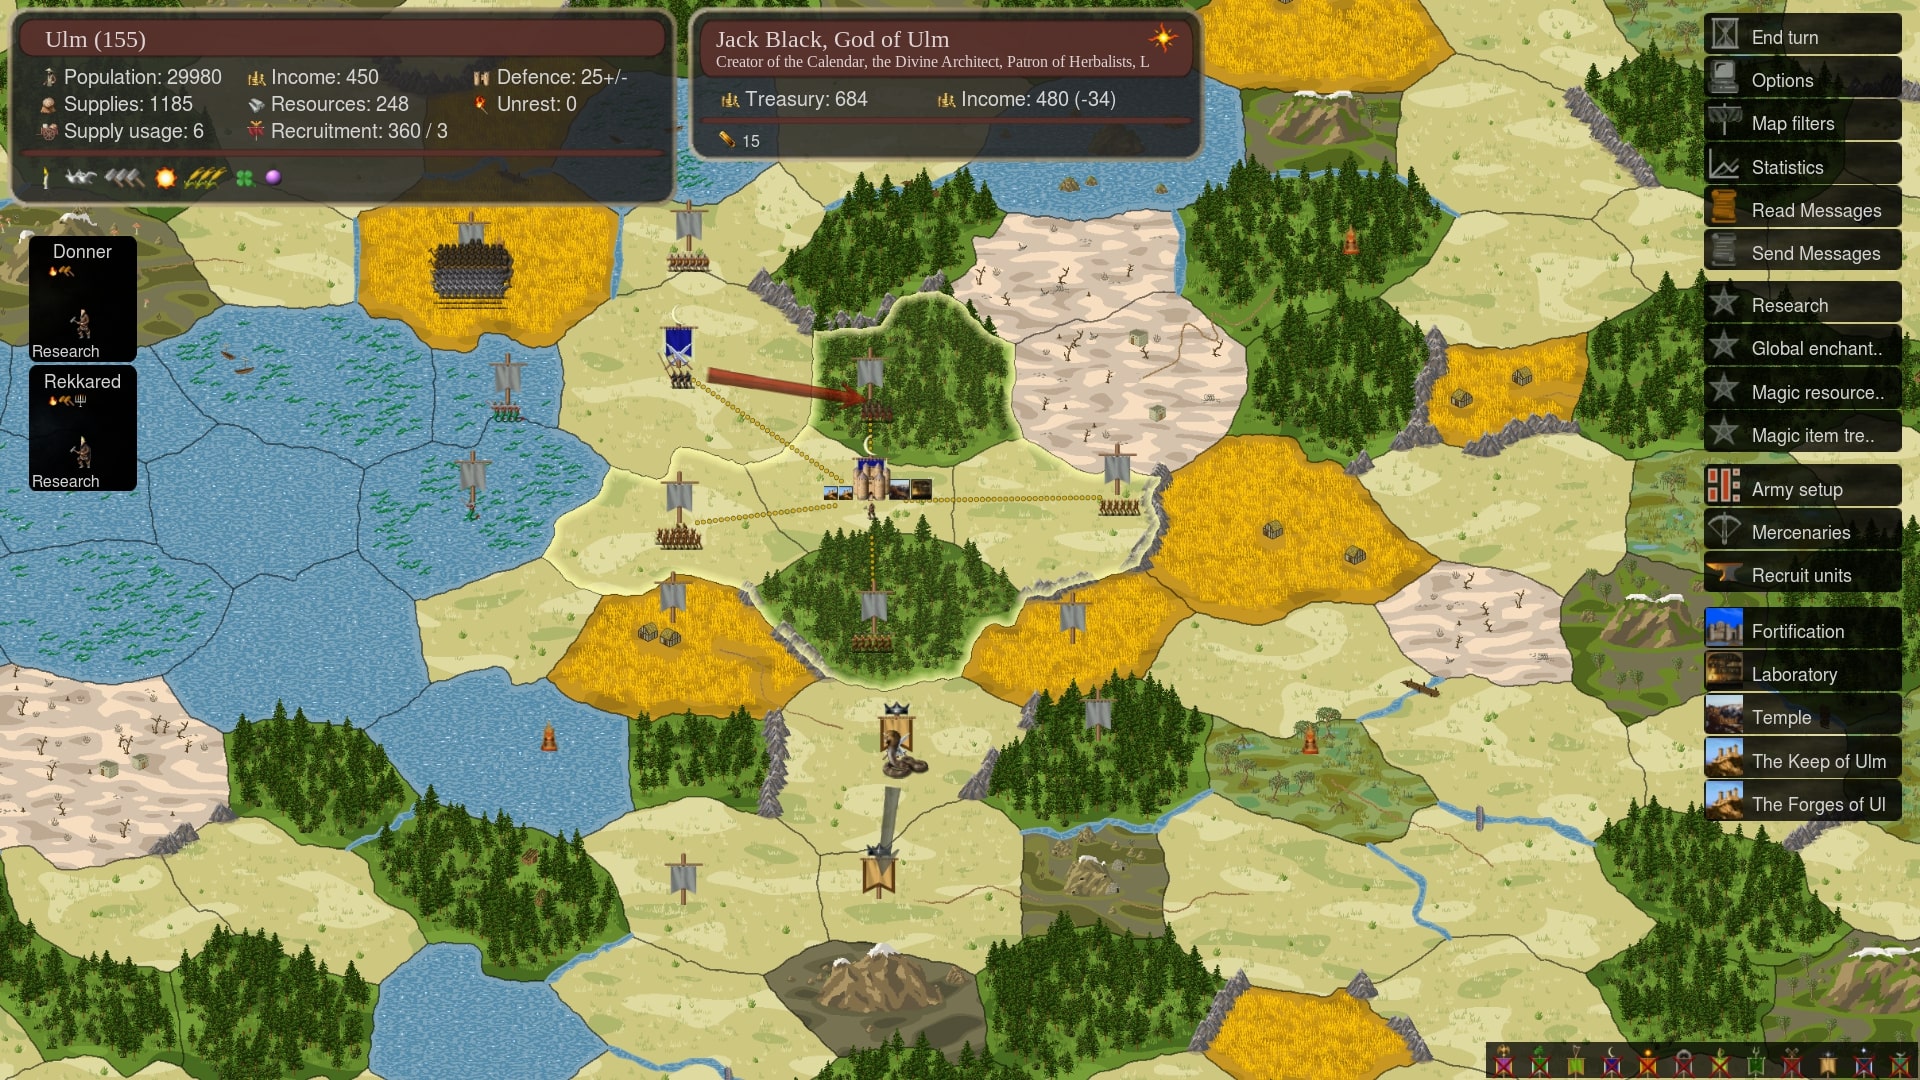 Ulm (155)
Population: 29980
Income: 450
Defence: 25+/-
Supplies: 1185
Resources: 248
Unrest: 0
Supply usage: 6
Recruitment: 360 / 3
Jack Black, God of Ulm
Creator of the Calendar, the Divine Architect, Patron of Herbalists, L
Treasury: 684
Income: 480 (-34)
15
Donner
Research
Rekkared
Research
End turn
Options
Map filters
Statistics
Read Messages
Send Messages
Research
Global enchant..
Magic resource..
Magic item tre..
Army setup
Mercenaries
Recruit units
Fortification
Laboratory
Temple
The Keep of Ulm
The Forges of Ul